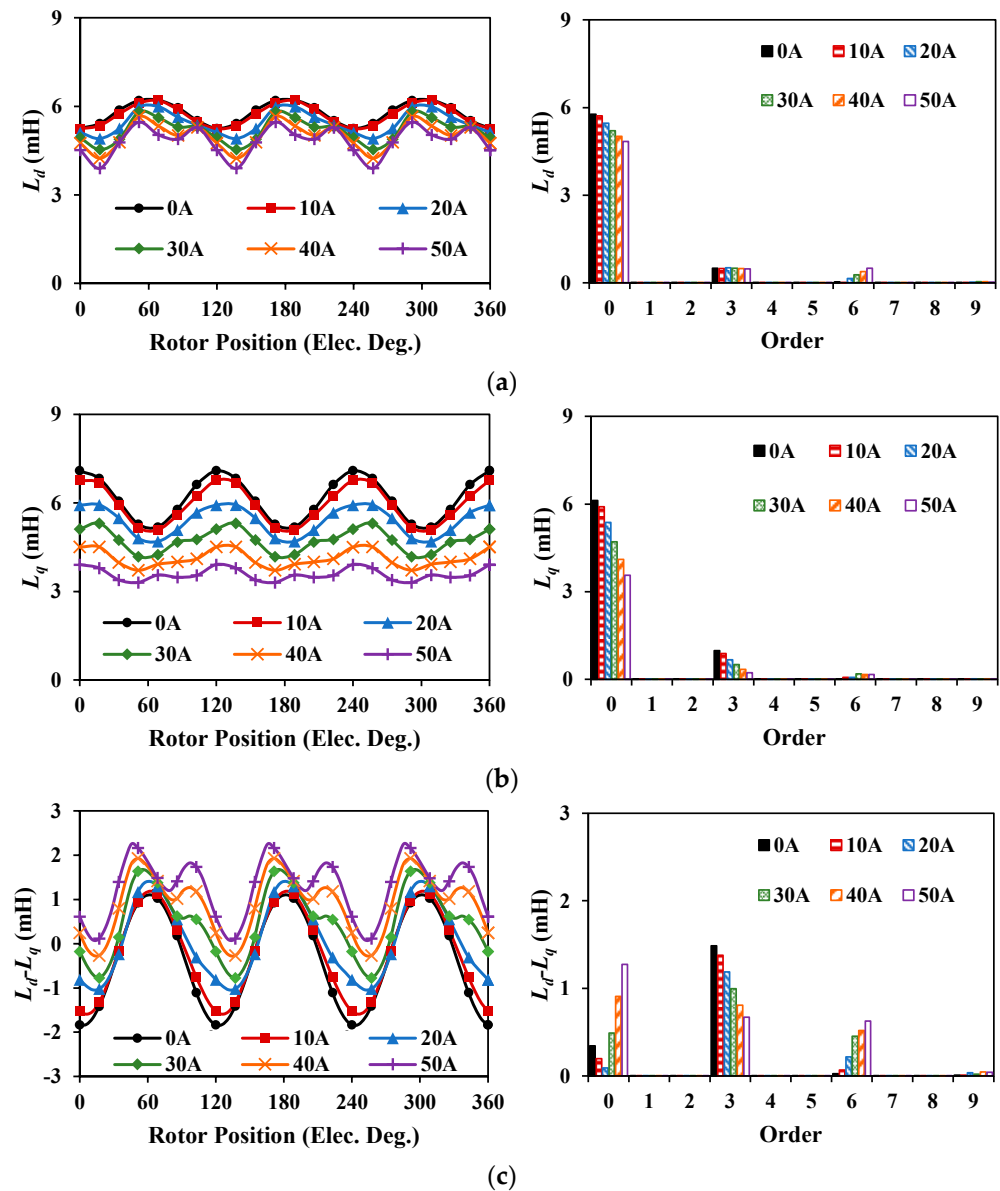 9
6
3
0
L_d (mH)
0A 10A 20A
30A 40A 50A
0 60 120 180 240 300 360
Rotor Position (Elec. Deg.)
9
6
3
0
L_d (mH)
0A 10A 20A
30A 40A 50A
0 1 2 3 4 5 6 7 8 9
Order
(a)
9
6
3
0
L_q (mH)
0A 10A 20A
30A 40A 50A
0 60 120 180 240 300 360
Rotor Position (Elec. Deg.)
9
6
3
0
L_q (mH)
0A 10A 20A
30A 40A 50A
0 1 2 3 4 5 6 7 8 9
Order
(b)
3
2
1
0
-1
-2
-3
L_d-L_q (mH)
0A 10A 20A
30A 40A 50A
0 60 120 180 240 300 360
Rotor Position (Elec. Deg.)
3
2
1
0
L_d-L_q (mH)
0A 10A 20A
30A 40A 50A
0 1 2 3 4 5 6 7 8 9
Order
(c)